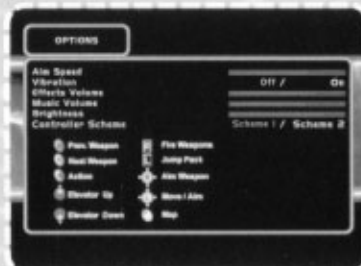 OPTIONS
Aim Speed
Vibration Off / On
Effects Volume
Music Volume
Brightness
Controller Scheme Scheme 1 / Scheme 2
Prev. Weapon Fire Weapons
Next Weapon Jump Pack
Action Aim Weapon
Elevator Up Move / Aim
Elevator Down Map